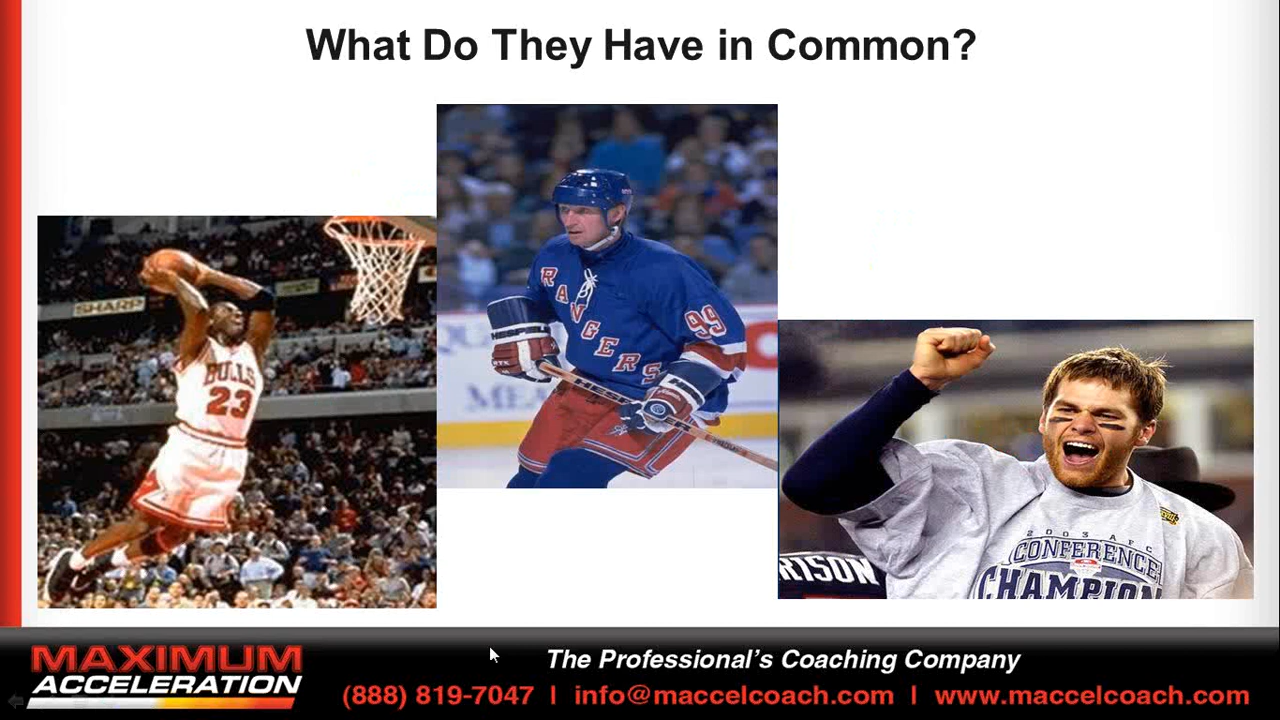 What Do They Have in Common?
SHARP
BULLS
23
RANGERS
99
2003 AFC
CONFERENCE
CHAMPION
RTSON
MAXIMUM
ACCELERATION
The Professional's Coaching Company
(888) 819-7047 | info@maccelcoach.com | www.maccelcoach.com